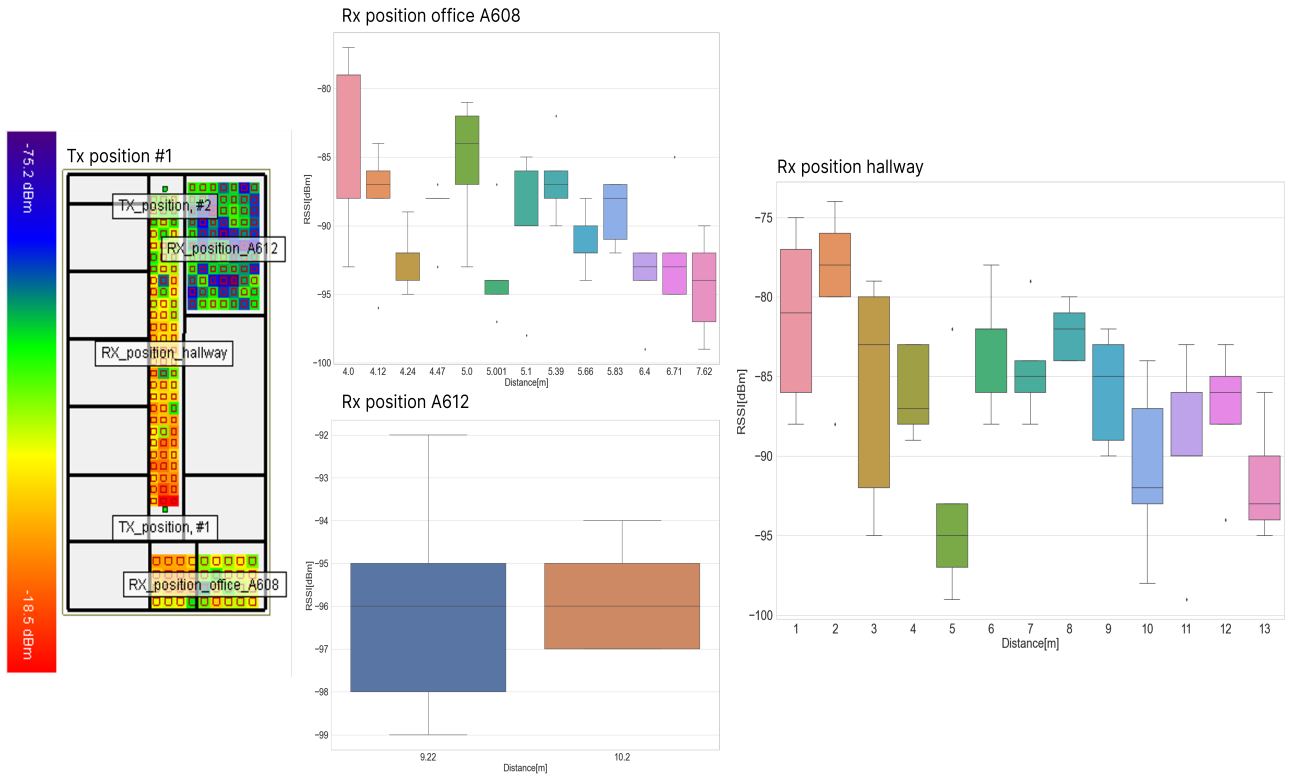 Rx position office A608
RSSI[dBm]
−80
−85
−90
−95
−100
4.0 4.12 4.24 4.47 5.0 5.001 5.1 5.39 5.66 5.83 6.4 6.71 7.62
Distance[m]
Tx position #1
-75.2 dBm
-18.5 dBm
TX_position, #2
RX_position_A612
RX_position_hallway
TX_position, #1
RX_position_office_A608
Rx position A612
RSSI[dBm]
−92
−93
−94
−95
−96
−97
−98
−99
9.22 10.2
Distance[m]
Rx position hallway
RSSI[dBm]
−75
−80
−85
−90
−95
−100
1 2 3 4 5 6 7 8 9 10 11 12 13
Distance[m]